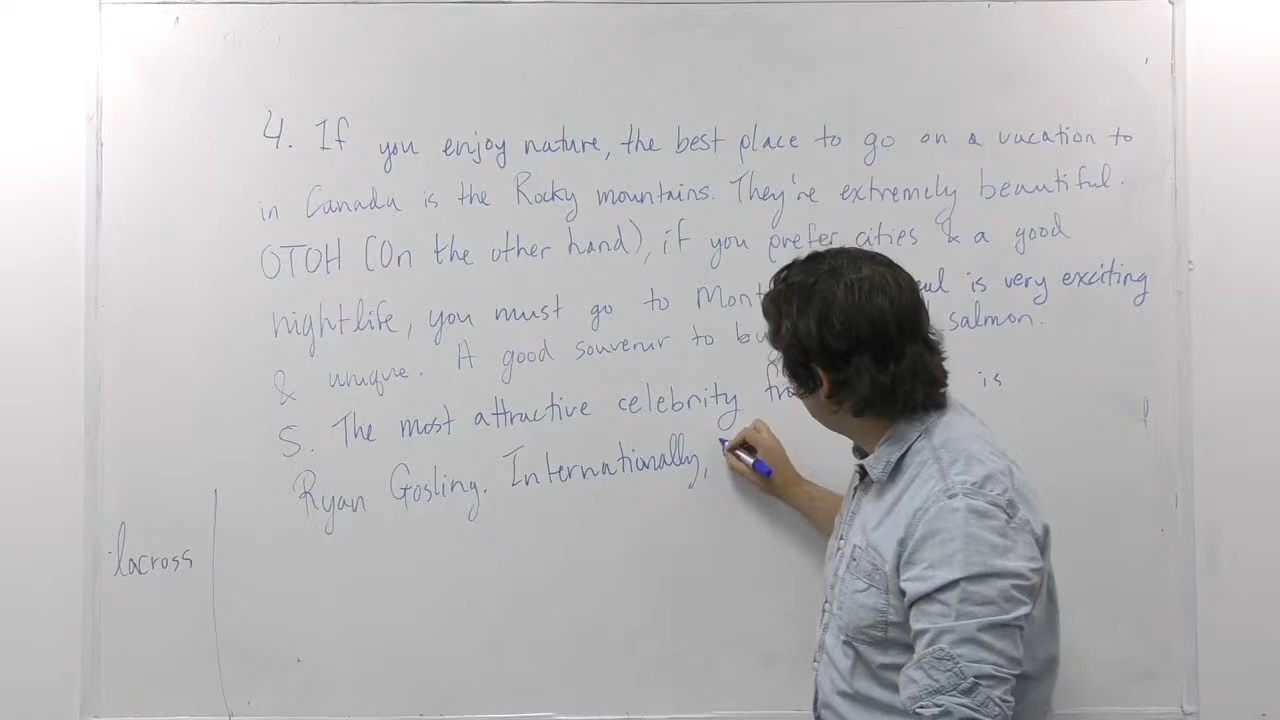 4. If you enjoy nature, the best place to go on a vacation to
in Canada is the Rocky mountains. They're extremely beautiful.
OTOH (On the other hand), if you prefer cities & a good
nightlife, you must go to is very exciting
& unique. A good souvenir to salmon.
5. The most attractive celebrity is
Ryan Gosling. Internationally,
lacross